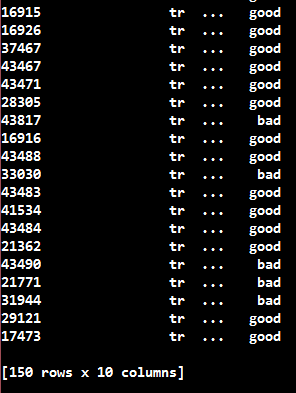 16915 tr ... good
16926 tr ... good
37467 tr ... good
43467 tr ... good
43471 tr ... good
28305 tr ... good
43817 tr ... bad
16916 tr ... good
43488 tr ... good
33030 tr ... bad
43483 tr ... good
41534 tr ... good
43484 tr ... good
21362 tr ... good
43490 tr ... bad
21771 tr ... bad
31944 tr ... bad
29121 tr ... good
17473 tr ... good
[150 rows x 10 columns]